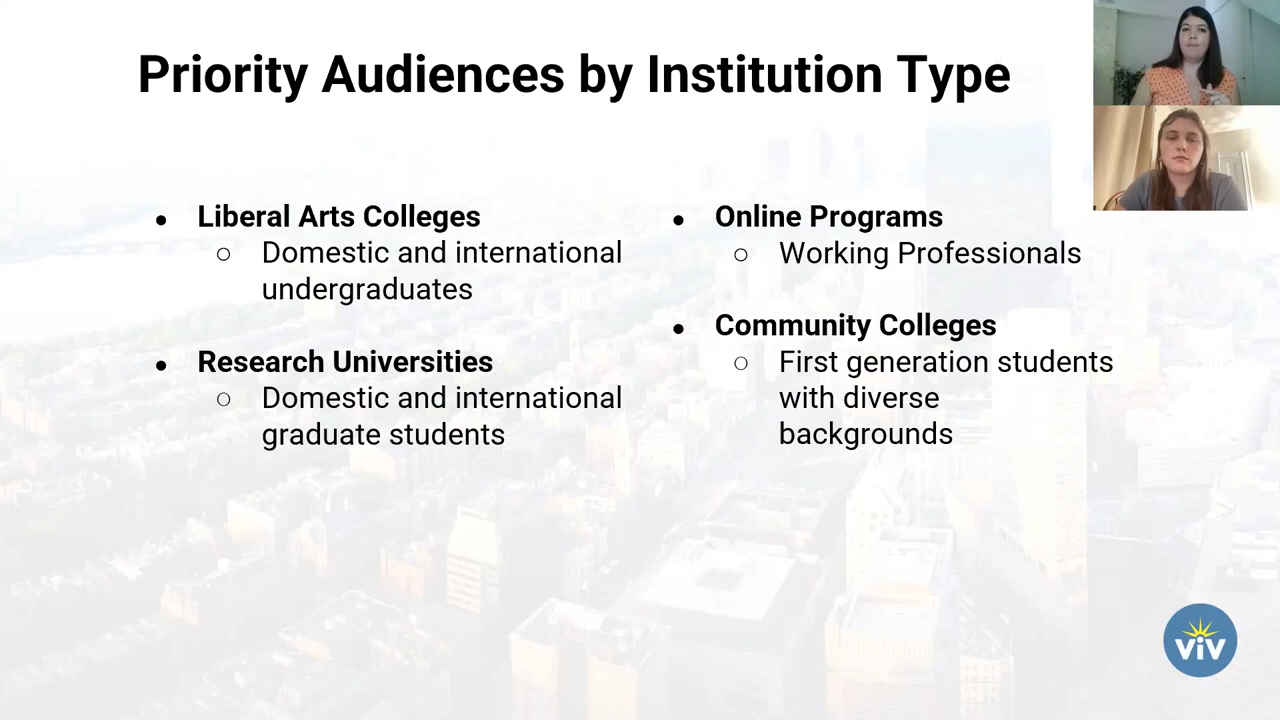 Priority Audiences by Institution Type
● Liberal Arts Colleges
○ Domestic and international
undergraduates
● Research Universities
○ Domestic and international
graduate students
● Online Programs
○ Working Professionals
● Community Colleges
○ First generation students
with diverse
backgrounds
viv